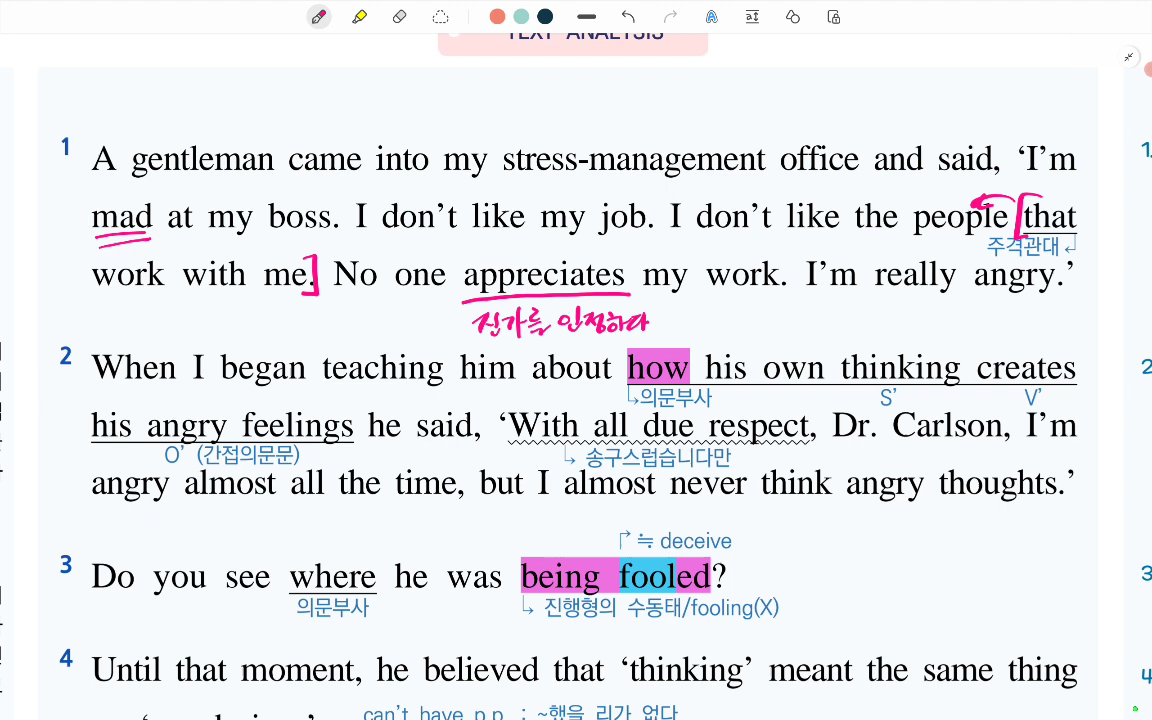 TEXT ANALYSIS
1 A gentleman came into my stress-management office and said, ‘I’m
mad at my boss. I don’t like my job. I don’t like the people [that
주격관대
work with me.] No one appreciates my work. I’m really angry.’
진가를 인정하다
2 When I began teaching him about how his own thinking creates
↳의문부사 S′ V′
his angry feelings he said, ‘With all due respect, Dr. Carlson, I’m
O′ (간접의문문) ↳ 송구스럽습니다만
angry almost all the time, but I almost never think angry thoughts.’
≒ deceive
3 Do you see where he was being fooled?
의문부사 ↳ 진행형의 수동태/fooling(X)
4 Until that moment, he believed that ‘thinking’ meant the same thing
can’t have p.p. : ~했을 리가 없다
1
2
3
4